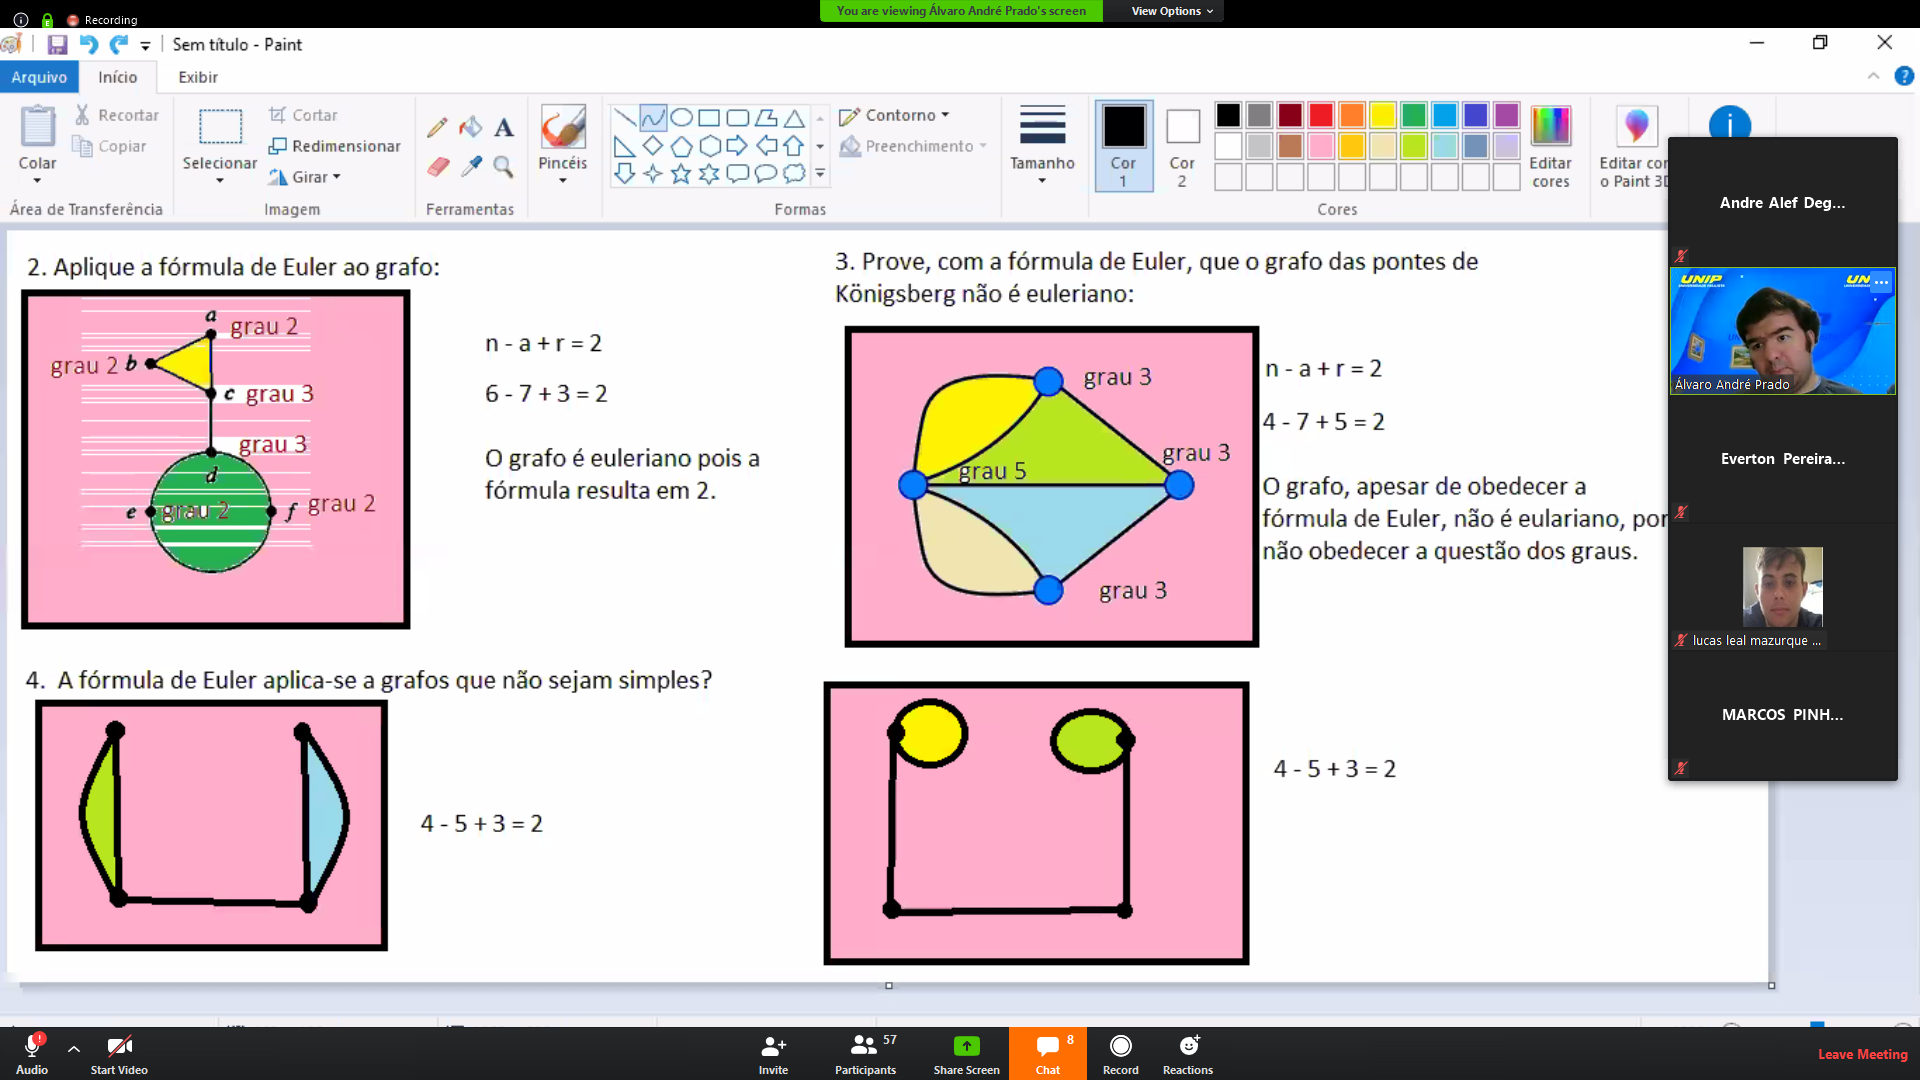 Recording
You are viewing Álvaro André Prado's screen
View Options
Sem título - Paint
Arquivo
Início
Exibir
Colar
Recortar
Copiar
Área de Transferência
Selecionar
Cortar
Redimensionar
Girar
Imagem
A
Ferramentas
Pincéis
Contorno
Preenchimento
Formas
Tamanho
Cor
1
Cor
2
Editar
cores
Cores
Editar con
o Paint 3D
2. Aplique a fórmula de Euler ao grafo:
a
grau 2
grau 2
b
c
grau 3
grau 3
d
e
grau 2
f
grau 2
n - a + r = 2
6 - 7 + 3 = 2
O grafo é euleriano pois a
fórmula resulta em 2.
3. Prove, com a fórmula de Euler, que o grafo das pontes de
Königsberg não é euleriano:
grau 3
grau 3
grau 5
grau 3
n - a + r = 2
4 - 7 + 5 = 2
O grafo, apesar de obedecer a
fórmula de Euler, não é eulariano, por
não obedecer a questão dos graus.
4. A fórmula de Euler aplica-se a grafos que não sejam simples?
4 - 5 + 3 = 2
4 - 5 + 3 = 2
Andre Alef Deg...
UNIP
UN
Álvaro André Prado
Everton Pereira...
lucas leal mazurque ...
MARCOS PINH...
Audio
Start Video
Invite
57
Participants
Share Screen
8
Chat
Record
Reactions
Leave Meeting